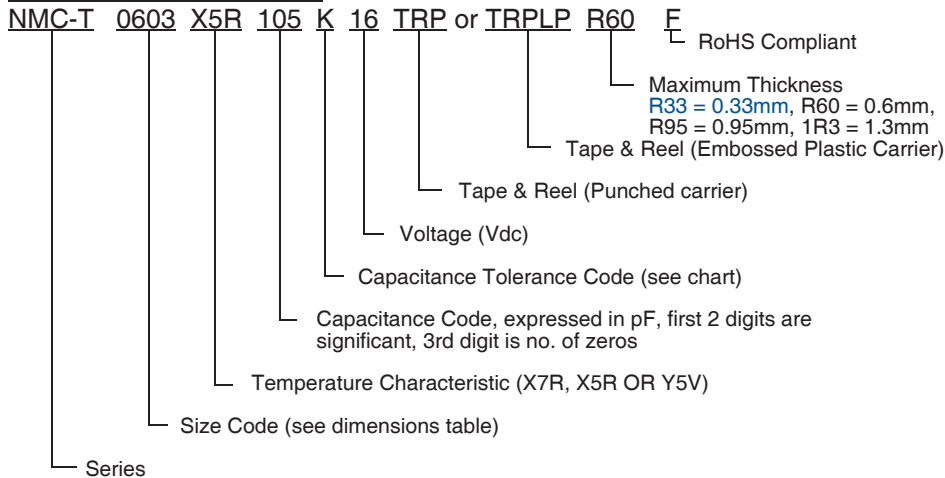 NMC-T 0603 X5R 105 K 16 TRP or TRPLP R60 F
RoHS Compliant
Maximum Thickness
R33 = 0.33mm, R60 = 0.6mm,
R95 = 0.95mm, 1R3 = 1.3mm
Tape & Reel (Embossed Plastic Carrier)
Tape & Reel (Punched carrier)
Voltage (Vdc)
Capacitance Tolerance Code (see chart)
Capacitance Code, expressed in pF, first 2 digits are
significant, 3rd digit is no. of zeros
Temperature Characteristic (X7R, X5R OR Y5V)
Size Code (see dimensions table)
Series